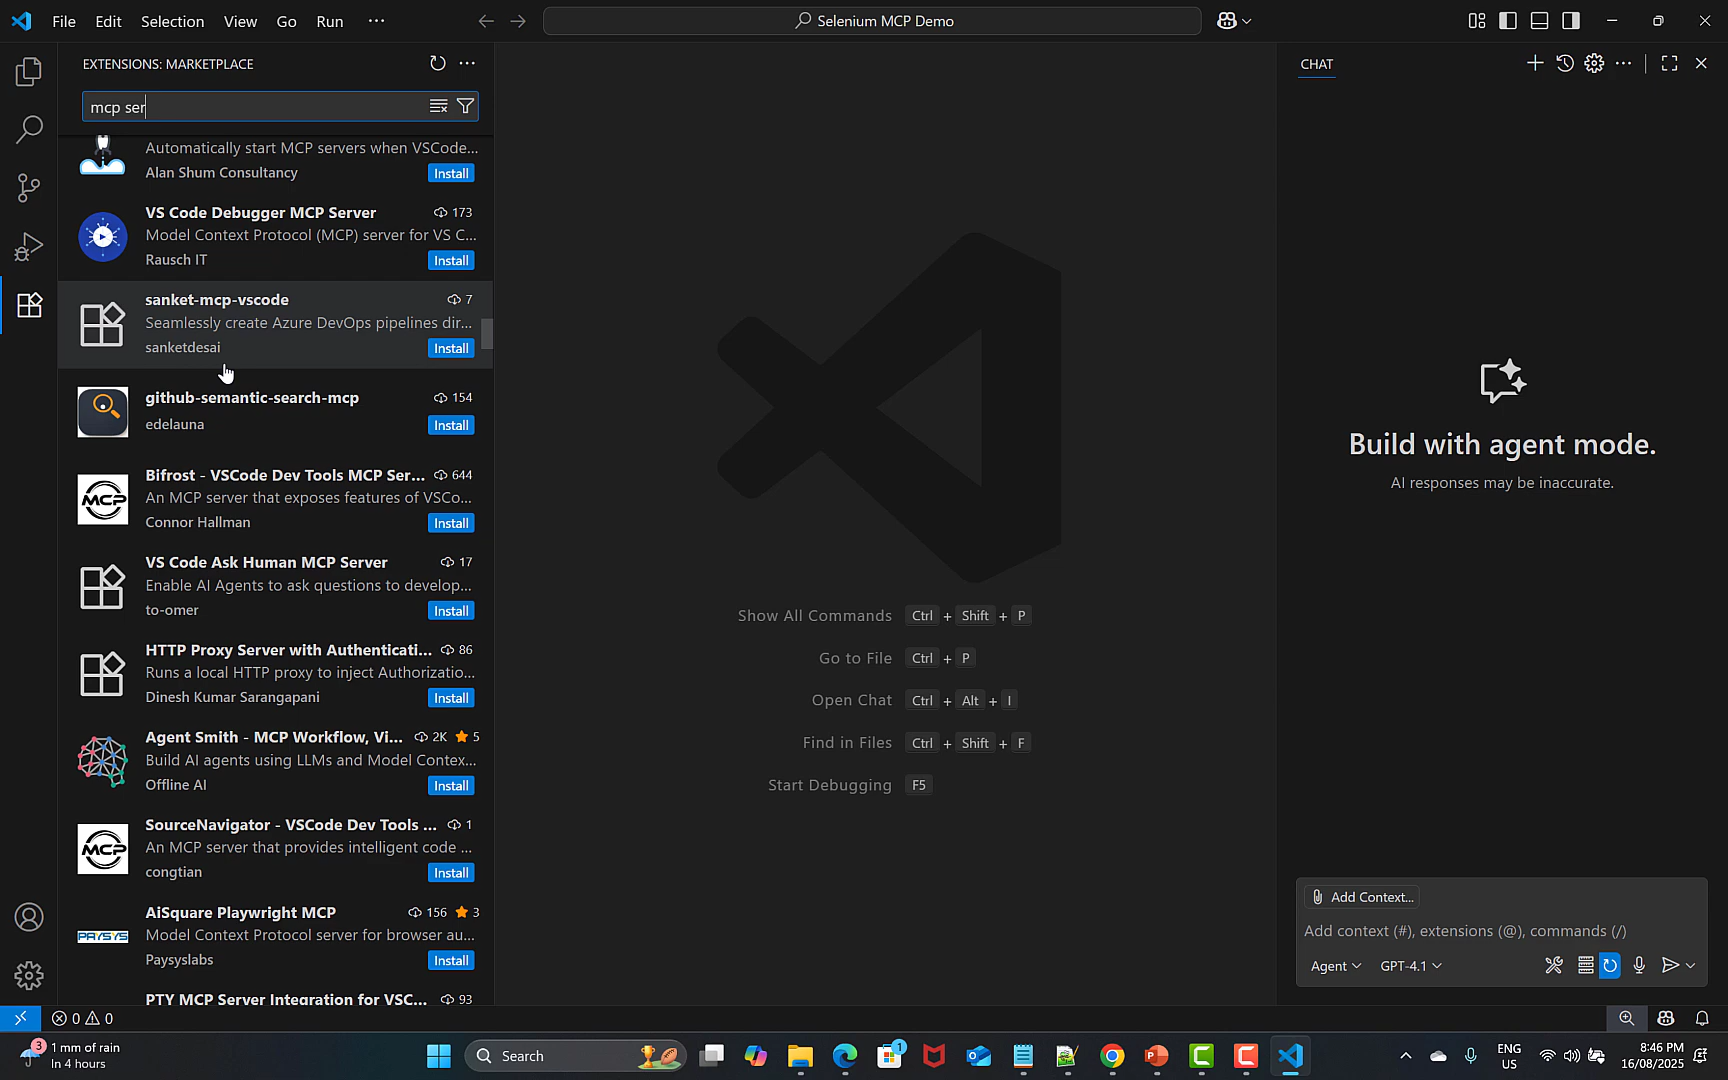 File Edit Selection View Go Run ···
Selenium MCP Demo
EXTENSIONS: MARKETPLACE
mcp ser
Automatically start MCP servers when VSCode...
Alan Shum Consultancy
Install
VS Code Debugger MCP Server 173
Model Context Protocol (MCP) server for VS C...
Rausch IT
Install
sanket-mcp-vscode 7
Seamlessly create Azure DevOps pipelines dir...
sanketdesai
Install
github-semantic-search-mcp 154
edelauna
Install
Bifrost - VSCode Dev Tools MCP Ser... 644
An MCP server that exposes features of VSCo...
Connor Hallman
Install
VS Code Ask Human MCP Server 17
Enable AI Agents to ask questions to develop...
to-omer
Install
HTTP Proxy Server with Authenticati... 86
Runs a local HTTP proxy to inject Authorizatio...
Dinesh Kumar Sarangapani
Install
Agent Smith - MCP Workflow, Vi... 2K 5
Build AI agents using LLMs and Model Contex...
Offline AI
Install
SourceNavigator - VSCode Dev Tools ... 1
An MCP server that provides intelligent code ...
congtian
Install
AiSquare Playwright MCP 156 3
Model Context Protocol server for browser au...
Paysyslabs
Install
PTY MCP Server Integration for VSC... 93
MCP
MCP
PAYSYS
Show All Commands Ctrl + Shift + P
Go to File Ctrl + P
Open Chat Ctrl + Alt + I
Find in Files Ctrl + Shift + F
Start Debugging F5
CHAT
Build with agent mode.
AI responses may be inaccurate.
Add Context...
Add context (#), extensions (@), commands (/)
Agent GPT-4.1
0 0
3
1 mm of rain
In 4 hours
Search
1
ENG
US
8:46 PM
16/08/2025